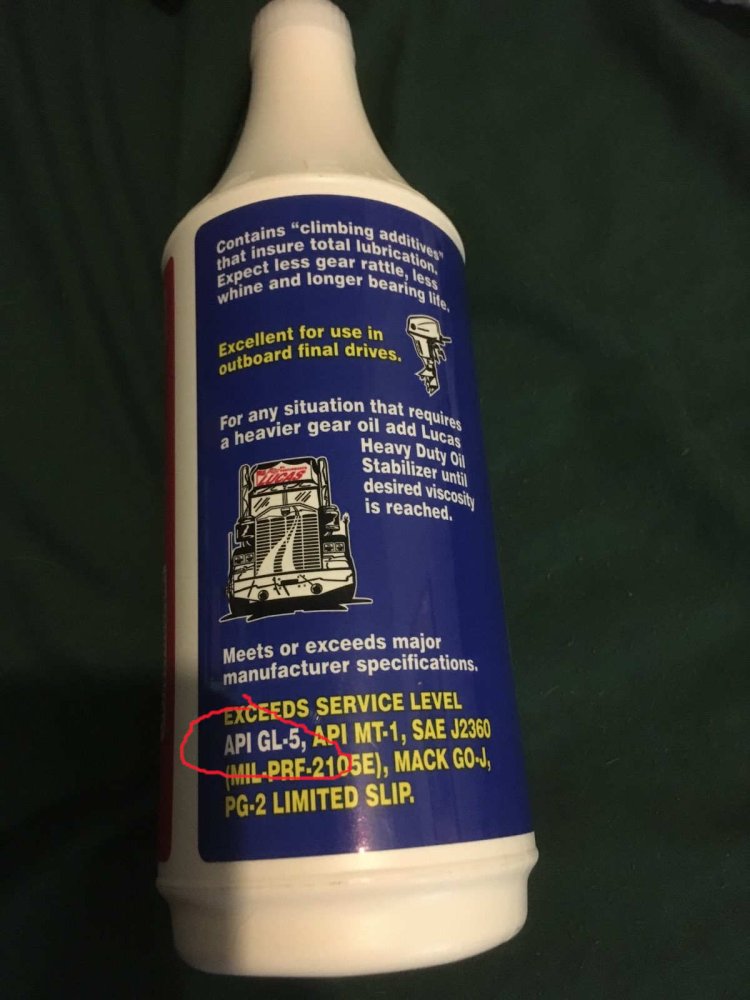 Contains “climbing additives”
that insure total lubrication.
Expect less gear rattle, less
whine and longer bearing life.
Excellent for use in
outboard final drives.
For any situation that requires
a heavier gear oil add Lucas
Heavy Duty Oil
Stabilizer until
desired viscosity
is reached.
LUCAS
Meets or exceeds major
manufacturer specifications.
EXCEEDS SERVICE LEVEL
API GL-5, API MT-1, SAE J2360
(MIL-PRF-2105E), MACK GO-J,
PG-2 LIMITED SLIP.